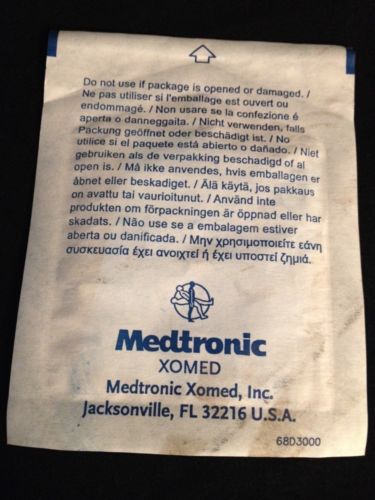 Do not use if package is opened or damaged. /
Ne pas utiliser si l'emballage est ouvert ou
endommagé. / Non usare se la confezione é
aperta o danneggaita. / Nicht verwenden, falls
Packung geöffnet oder beschädigt ist. / No
utilice si el paquete está abierto o dañado. / Niet
gebruiken als de verpakking beschadigd of al
open is. / Må ikke anvendes, hvis emballagen er
åbnet eller beskadiget. / Älä käytä, jos pakkaus
on avattu tai vaurioitunut. / Använd inte
produkten om förpackningen är öppnad eller har
skadats. / Não use se a embalagem estiver
aberta ou danificada. / Μην χρησιμοποιείτε εάνη
συσκευασία έχει ανοιχτεί ή έχει υποστεί ζημιά.
Medtronic
XOMED
Medtronic Xomed, Inc.
Jacksonville, FL 32216 U.S.A.
68D3000